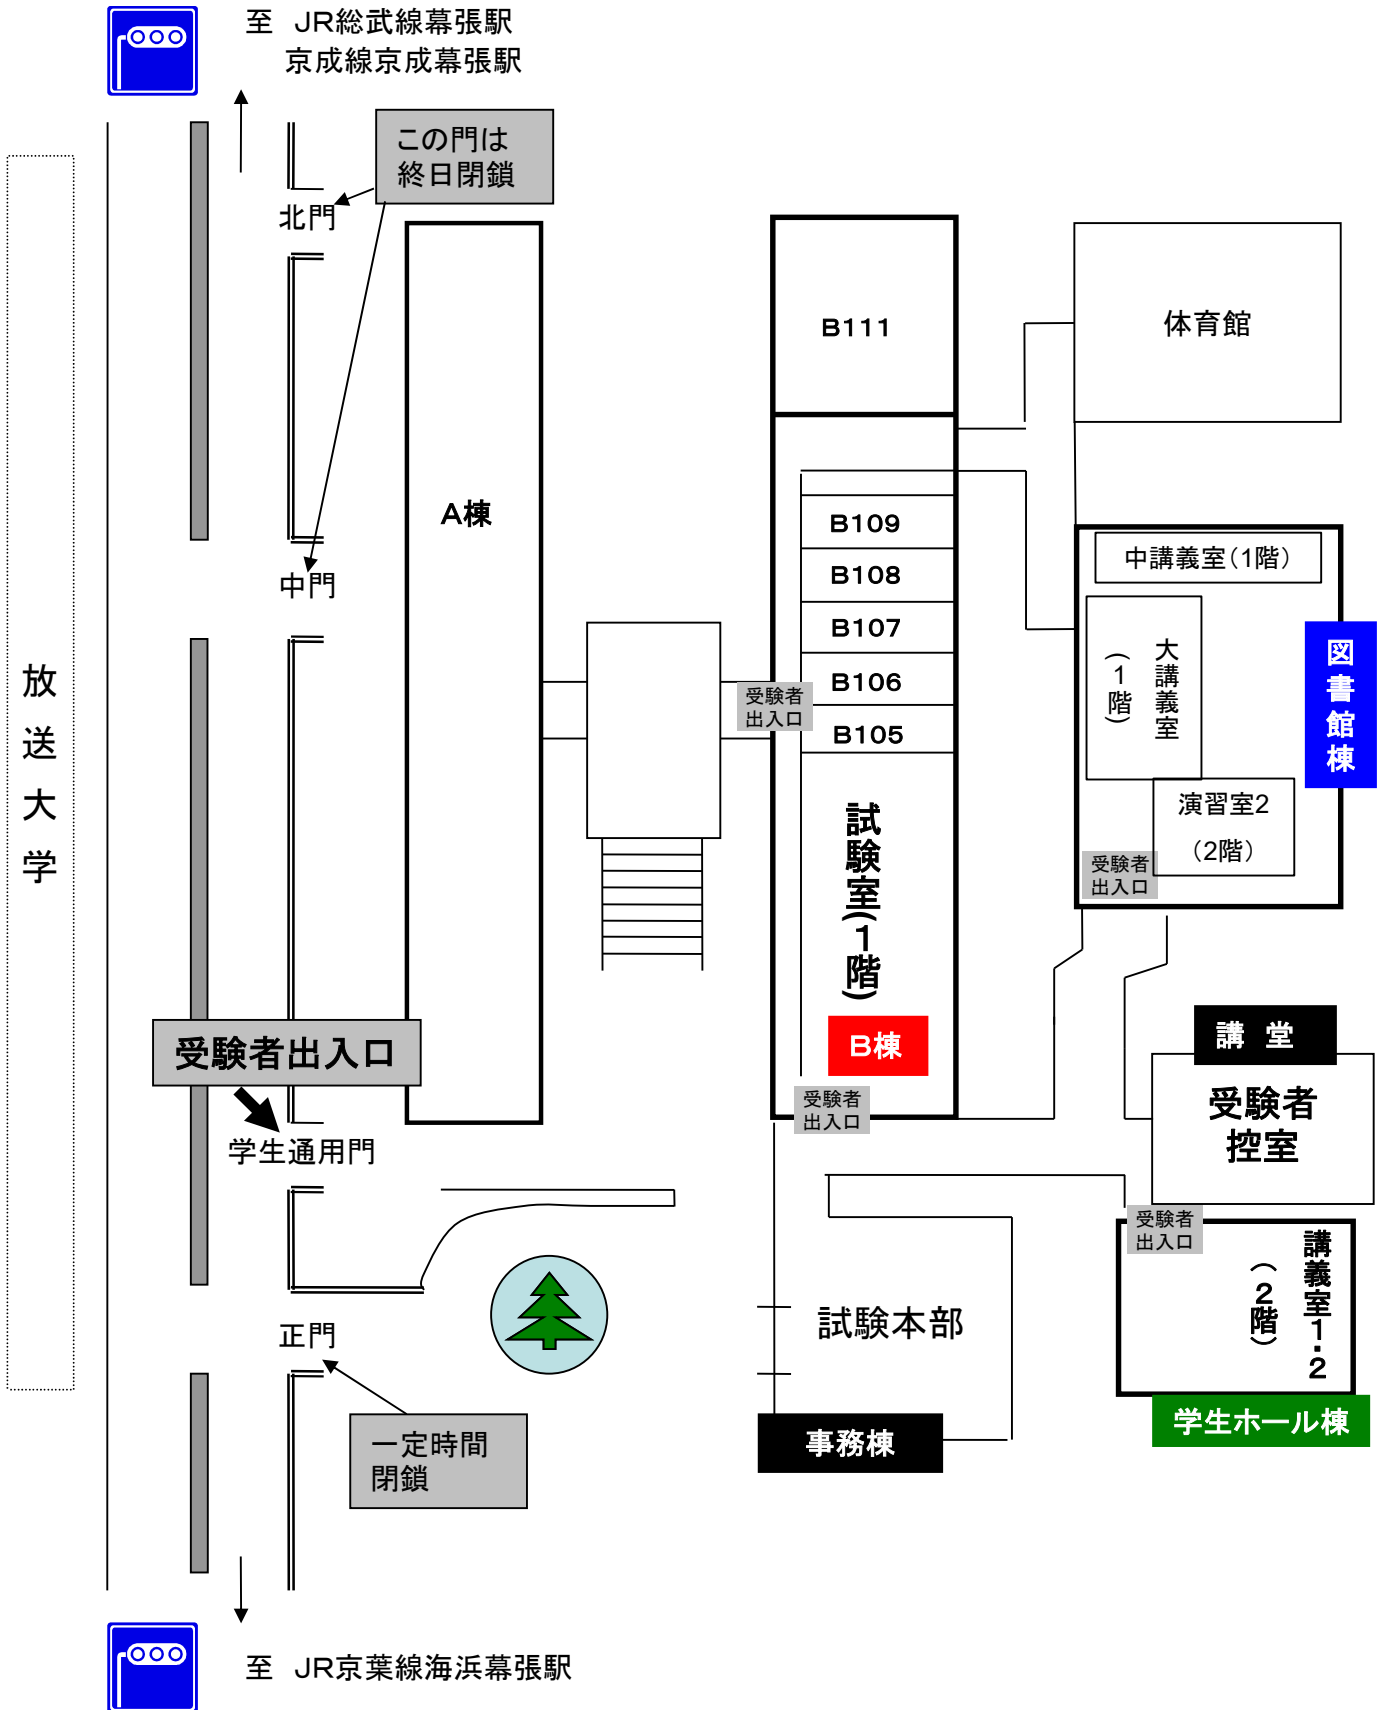 至　JR総武線幕張駅
京成線京成幕張駅
この門は
終日閉鎖
北門
中門
放送大学
A棟
B111
B109
B108
B107
B106
B105
受験者
出入口
試験室(1階)
B棟
受験者
出入口
体育館
中講義室(1階)
大講義室
(1階)
図書館棟
演習室2
(2階)
受験者
出入口
講　堂
受験者
控室
受験者出入口
学生通用門
正門
一定時間
閉鎖
試験本部
事務棟
受験者
出入口
講義室1・2
(2階)
学生ホール棟
至　JR京葉線海浜幕張駅